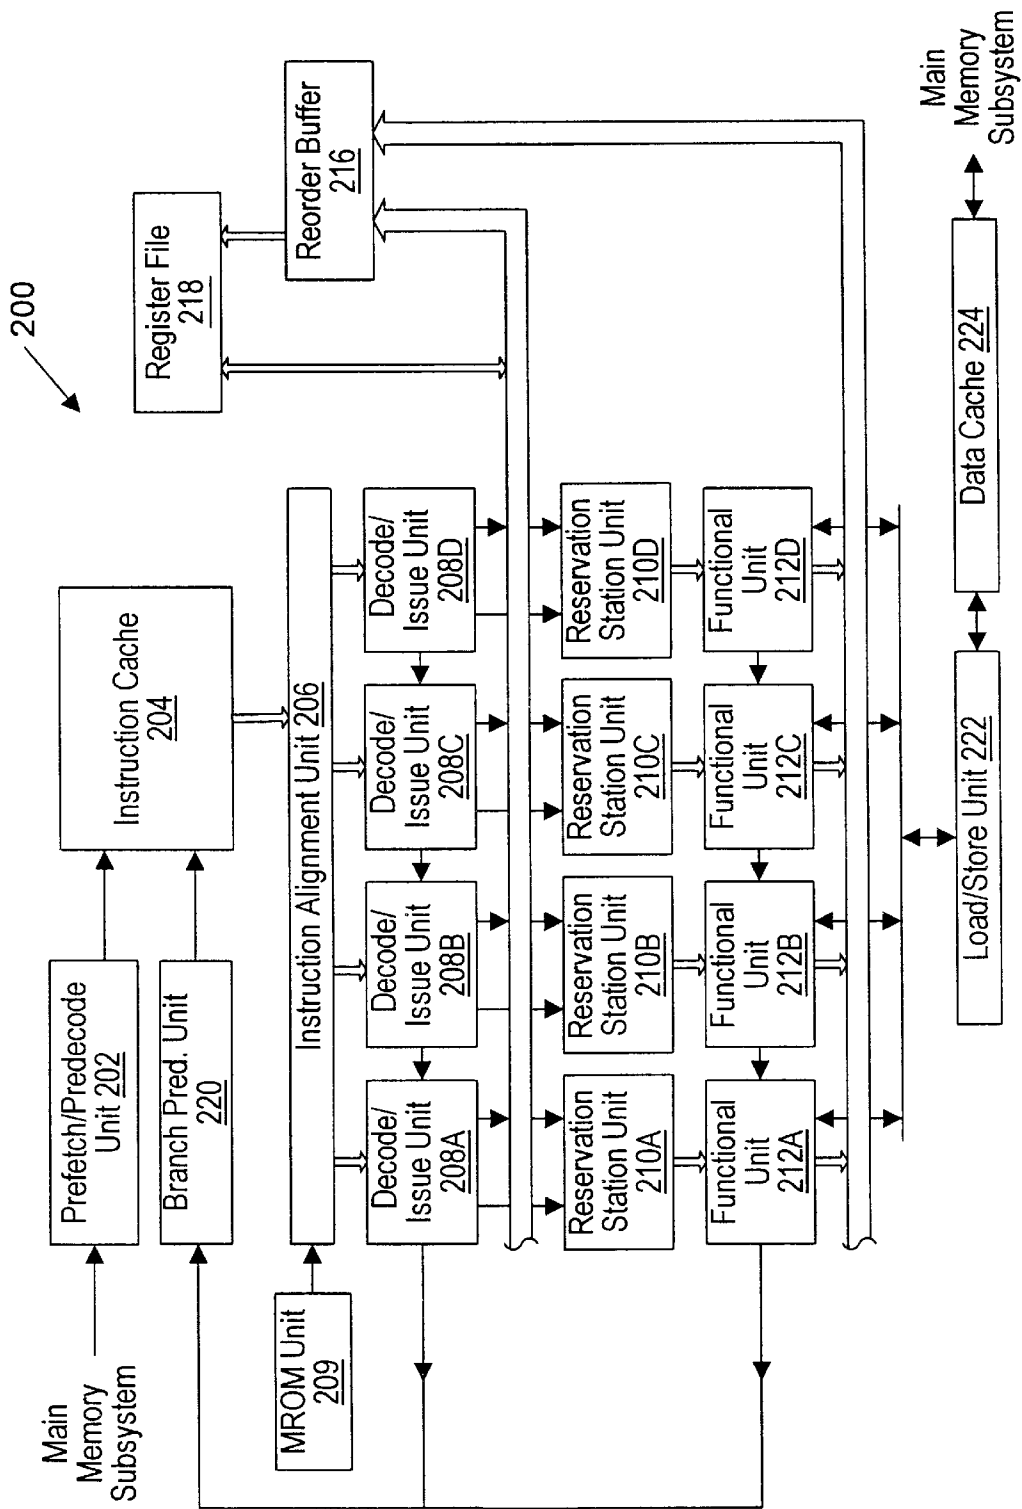 200
Main
Memory
Subsystem
Prefetch/Predecode
Unit 202
Branch Pred. Unit
220
Instruction Cache
204
Register File
218
Reorder Buffer
216
MROM Unit
209
Instruction Alignment Unit 206
Decode/
Issue Unit
208A
Decode/
Issue Unit
208B
Decode/
Issue Unit
208C
Decode/
Issue Unit
208D
Reservation
Station Unit
210A
Reservation
Station Unit
210B
Reservation
Station Unit
210C
Reservation
Station Unit
210D
Functional
Unit
212A
Functional
Unit
212B
Functional
Unit
212C
Functional
Unit
212D
Load/Store Unit 222
Data Cache 224
Main
Memory
Subsystem